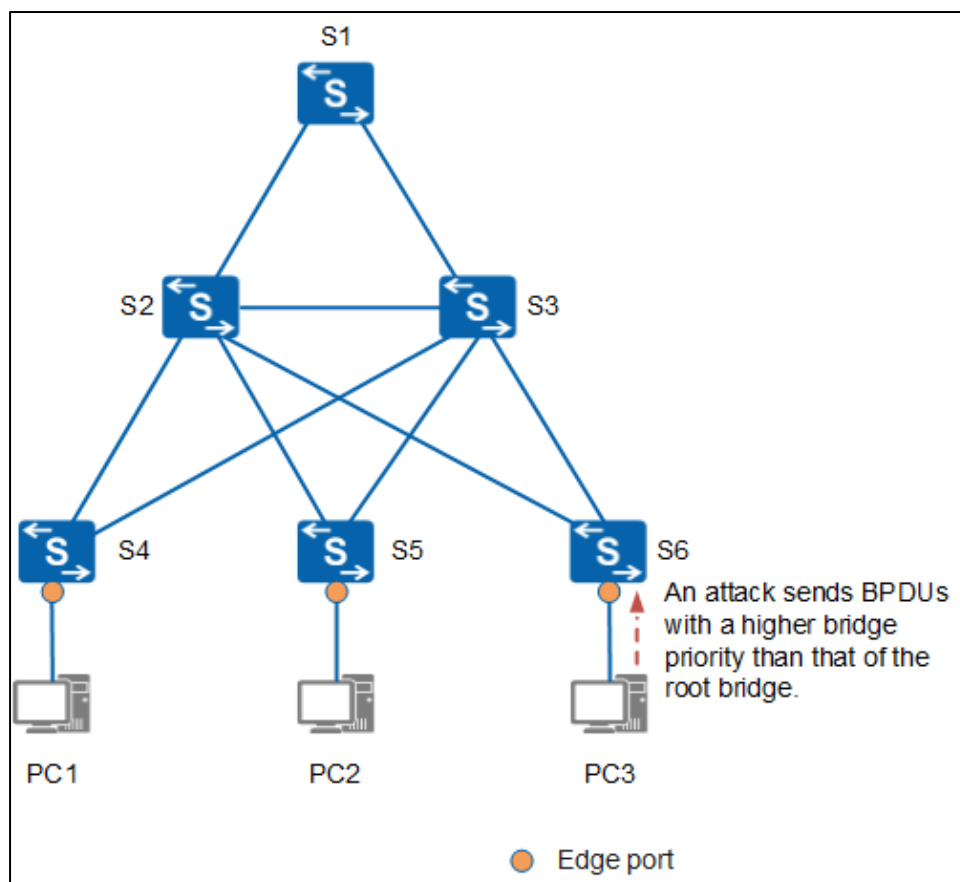 S1
S
S2
S
S
S3
S
S4
S
S5
S
S6
An attack sends BPDUs
with a higher bridge
priority than that of the
root bridge.
PC1
PC2
PC3
Edge port